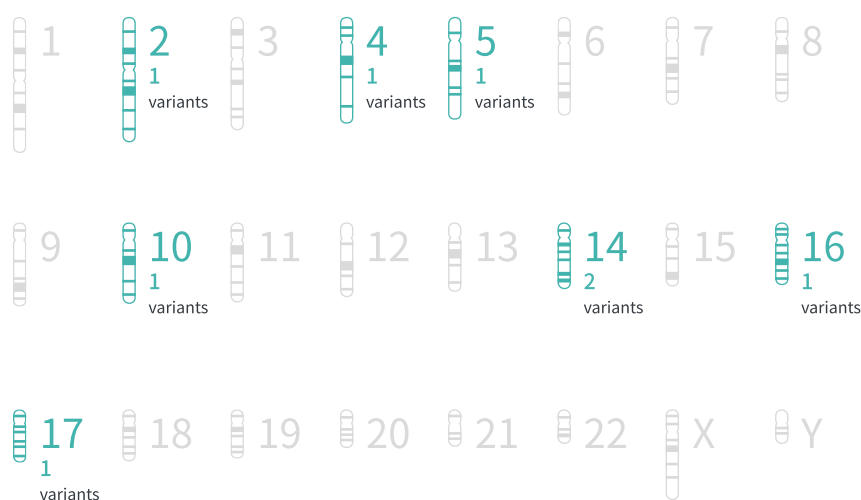 1 2 3 4 5 6 7 8
1 1 1
variants variants variants
9 10 11 12 13 14 15 16
1 2 1
variants variants variants
17 18 19 20 21 22 X Y
1
variants